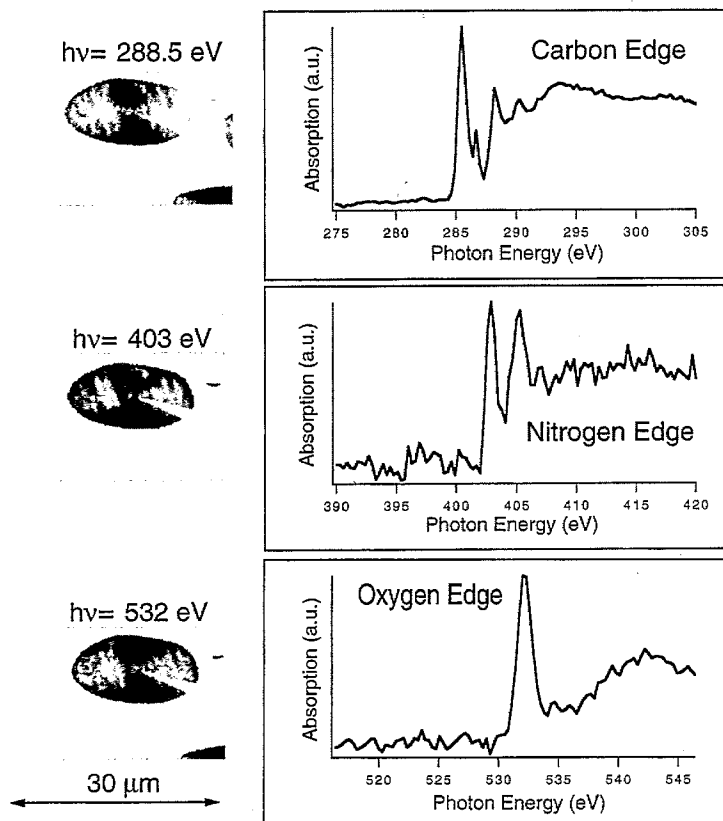 hν= 288.5 eV
Carbon Edge
Absorption (a.u.)
275 280 285 290 295 300 305
Photon Energy (eV)
hν= 403 eV
Nitrogen Edge
Absorption (a.u.)
390 395 400 405 410 415 420
Photon Energy (eV)
hν= 532 eV
Oxygen Edge
Absorption (a.u.)
520 525 530 535 540 545
Photon Energy (eV)
30 μm